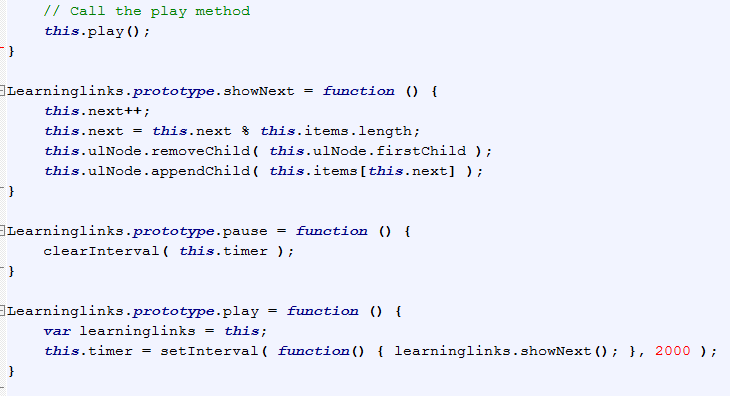 // Call the play method
this.play();
}
Learninglinks.prototype.showNext = function () {
this.next++;
this.next = this.next % this.items.length;
this.ulNode.removeChild( this.ulNode.firstChild );
this.ulNode.appendChild( this.items[this.next] );
}
Learninglinks.prototype.pause = function () {
clearInterval( this.timer );
}
Learninglinks.prototype.play = function () {
var learninglinks = this;
this.timer = setInterval( function() { learninglinks.showNext(); }, 2000 );
}